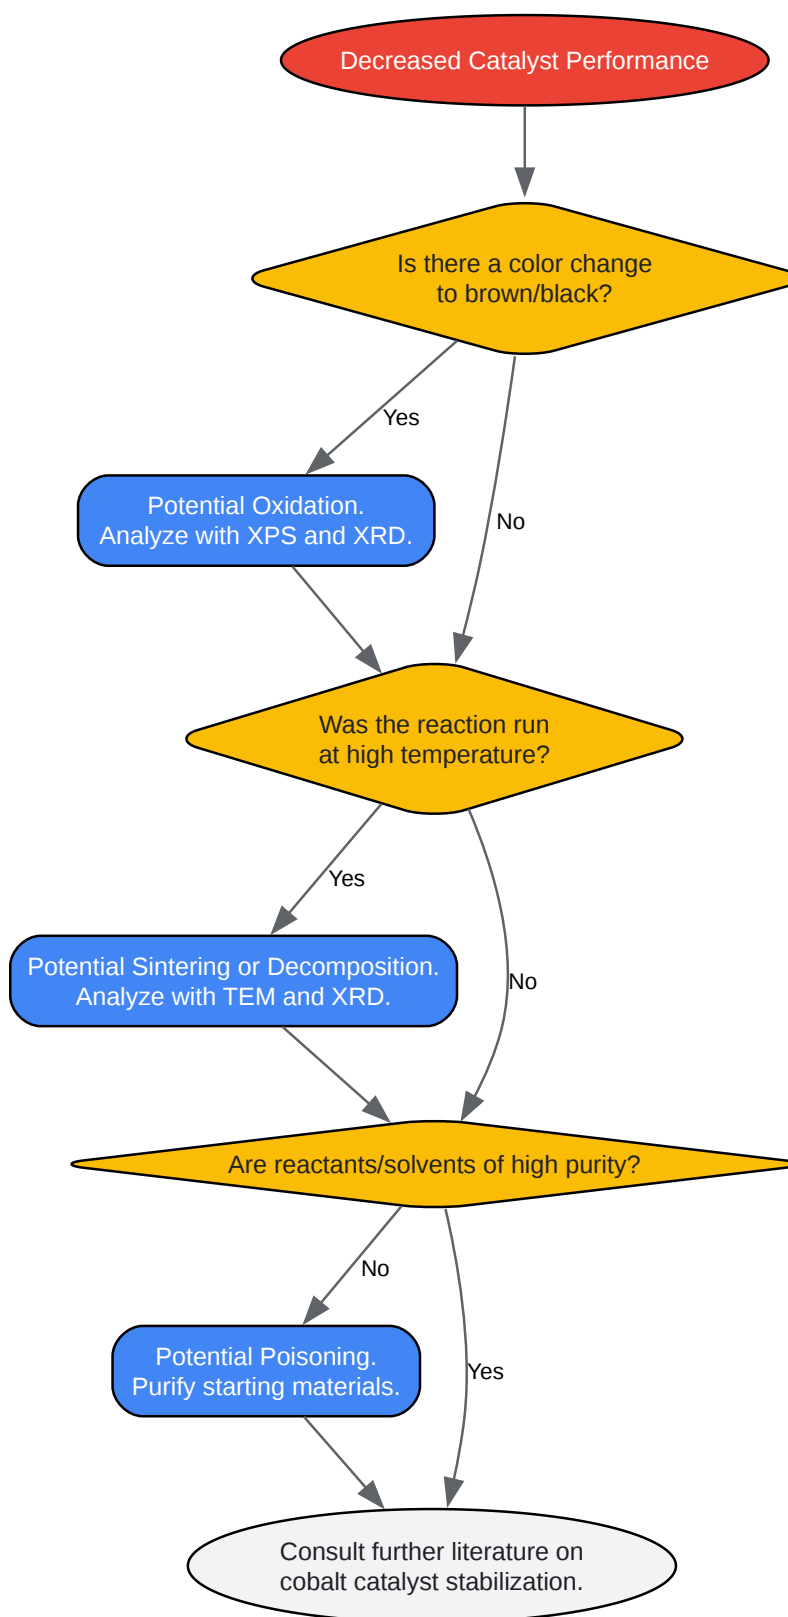 Decreased Catalyst Performance
Is there a color change
to brown/black?
Yes
Potential Oxidation.
Analyze with XPS and XRD.
No
Was the reaction run
at high temperature?
Yes
Potential Sintering or Decomposition.
Analyze with TEM and XRD.
No
Are reactants/solvents of high purity?
No
Potential Poisoning.
Purify starting materials.
Yes
Consult further literature on
cobalt catalyst stabilization.